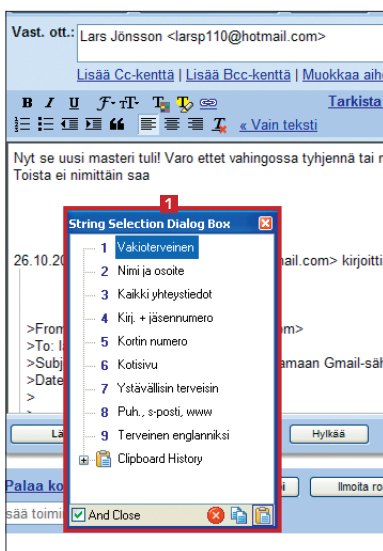 Vast. ott.: Lars Jönsson <larsp110@hotmail.com>
Lisää Cc-kenttä | Lisää Bcc-kenttä | Muokkaa
B I U Tarkista
« Vain teksti
Nyt se uusi masteri tuli! Varo ettet vahingossa tyhjennä tai
Toista ei nimittäin saa
1
String Selection Dialog Box
1 Vakioterveinen
26.10.20 ail.com> kirjoitti
2 Nimi ja osoite
3 Kaikki yhteystiedot
4 Kirj. + jäsennumero
>From m>
5 Kortin numero
>To:
6 Kotisivu
>Subj amaan Gmail-säh
>Date
7 Ystävällisin terveisin
>
8 Puh., s-posti, www
9 Terveinen englanniksi
Lä Hylkää
Clipboard History
Palaa ko i Ilmoita ro
sää toimi
And Close